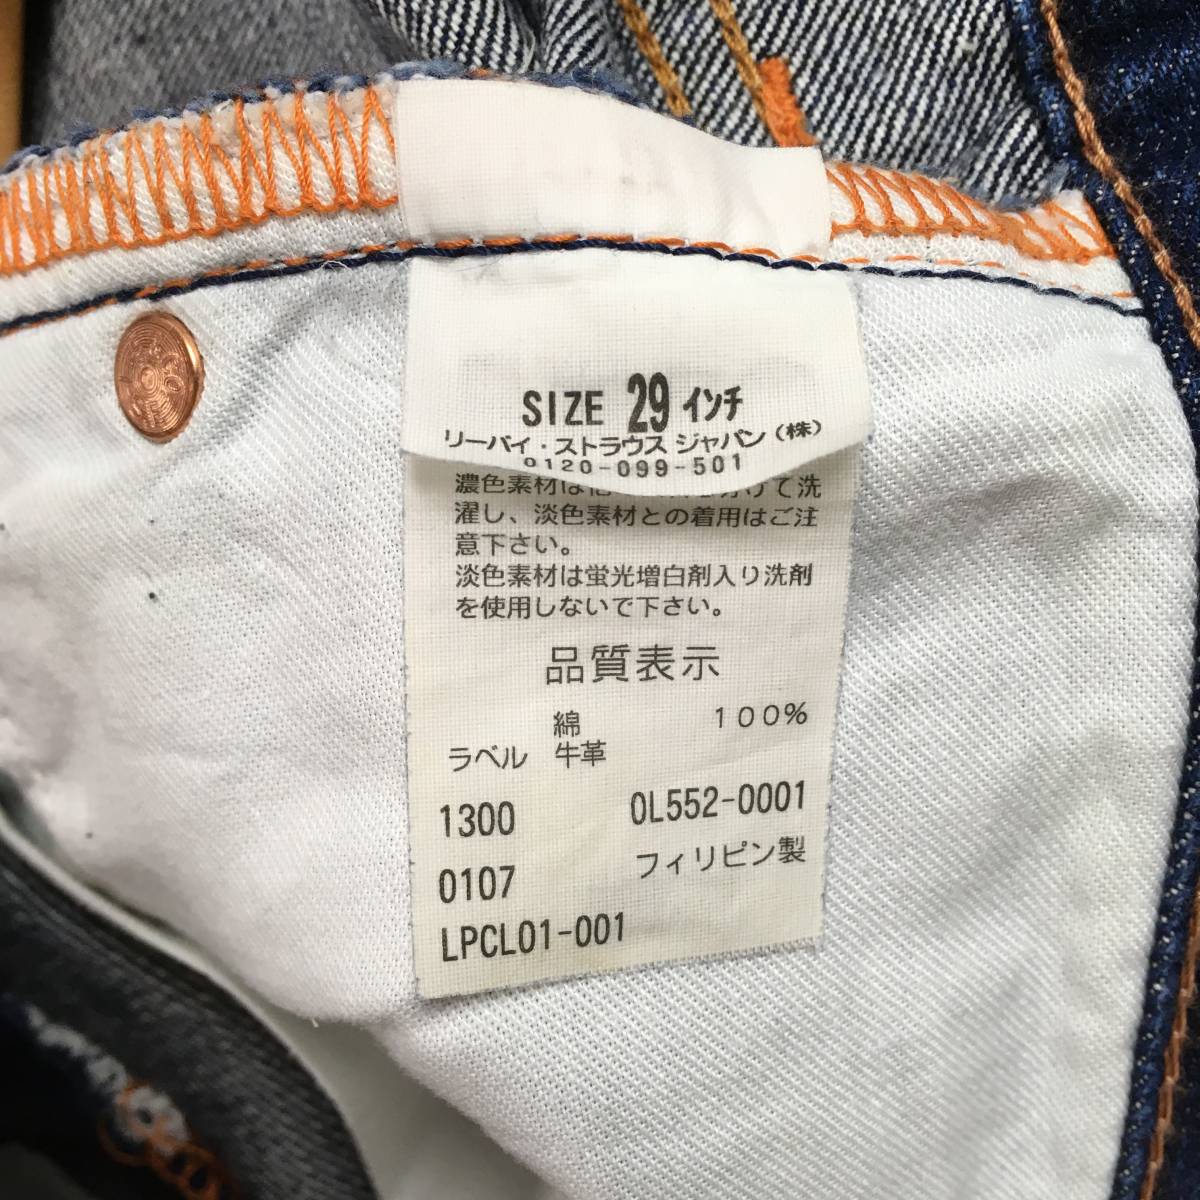 SIZE 29 インチ
リーバイ・ストラウス ジャパン(株)
0120-099-501
濃色素材は 分けて洗
濯し、淡色素材との着用はご注
意下さい。
淡色素材は蛍光増白剤入り洗剤
を使用しないで下さい。
品質表示
綿 100%
ラベル 牛革
1300 0L552-0001
0107 フィリピン製
LPCL01-001